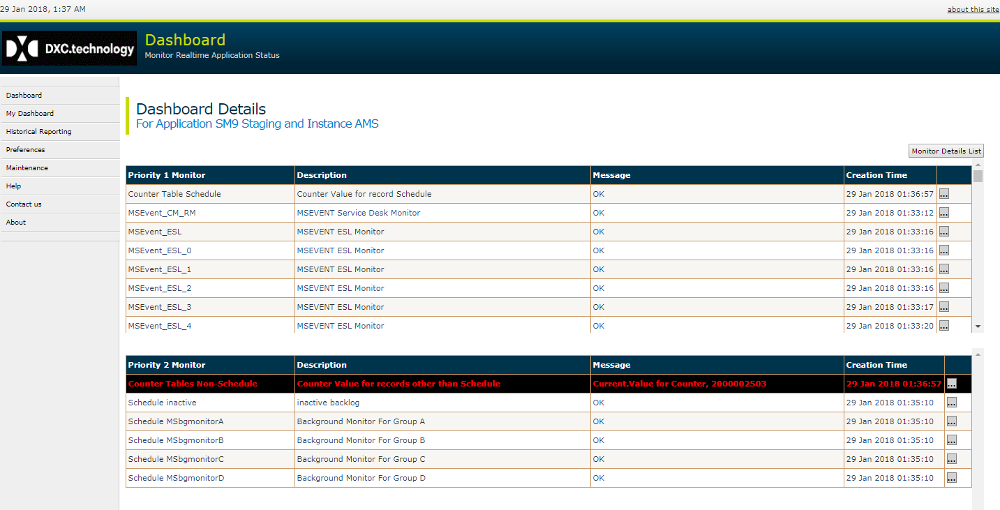 29 Jan 2018, 1:37 AM about this site
DXC.technology
Dashboard
Monitor Realtime Application Status
Dashboard
My Dashboard
Historical Reporting
Preferences
Maintenance
Help
Contact us
About
Dashboard Details
For Application SM9 Staging and Instance AMS
Monitor Details List
Priority 1 Monitor Description Message Creation Time
Counter Table Schedule Counter Value for record Schedule OK 29 Jan 2018 01:36:57 ...
MSEvent_CM_RM MSEVENT Service Desk Monitor OK 29 Jan 2018 01:33:12 ...
MSEvent_ESL MSEVENT ESL Monitor OK 29 Jan 2018 01:33:16 ...
MSEvent_ESL_0 MSEVENT ESL Monitor OK 29 Jan 2018 01:33:16 ...
MSEvent_ESL_1 MSEVENT ESL Monitor OK 29 Jan 2018 01:33:16 ...
MSEvent_ESL_2 MSEVENT ESL Monitor OK 29 Jan 2018 01:33:16 ...
MSEvent_ESL_3 MSEVENT ESL Monitor OK 29 Jan 2018 01:33:17 ...
MSEvent_ESL_4 MSEVENT ESL Monitor OK 29 Jan 2018 01:33:20 ...
Priority 2 Monitor Description Message Creation Time
Counter Tables Non-Schedule Counter Value for records other than Schedule Current.Value for Counter, 2000002503 29 Jan 2018 01:36:57 ...
Schedule inactive inactive backlog OK 29 Jan 2018 01:35:10 ...
Schedule MSbgmonitorA Background Monitor For Group A OK 29 Jan 2018 01:35:10 ...
Schedule MSbgmonitorB Background Monitor For Group B OK 29 Jan 2018 01:35:10 ...
Schedule MSbgmonitorC Background Monitor For Group C OK 29 Jan 2018 01:35:10 ...
Schedule MSbgmonitorD Background Monitor For Group D OK 29 Jan 2018 01:35:10 ...